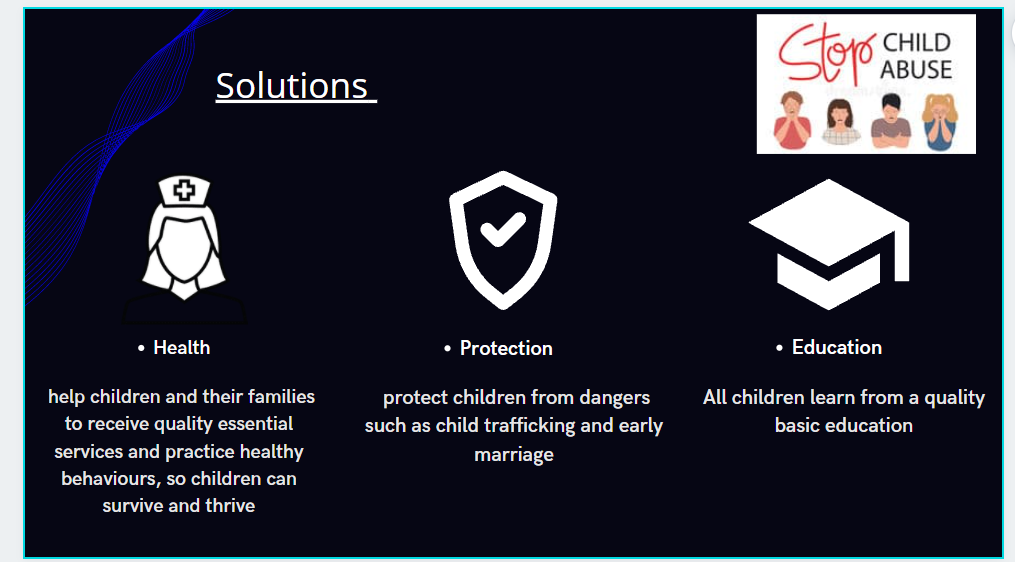 Solutions
Stop CHILD
ABUSE
• Health
help children and their families
to receive quality essential
services and practice healthy
behaviours, so children can
survive and thrive
• Protection
protect children from dangers
such as child trafficking and early
marriage
• Education
All children learn from a quality
basic education